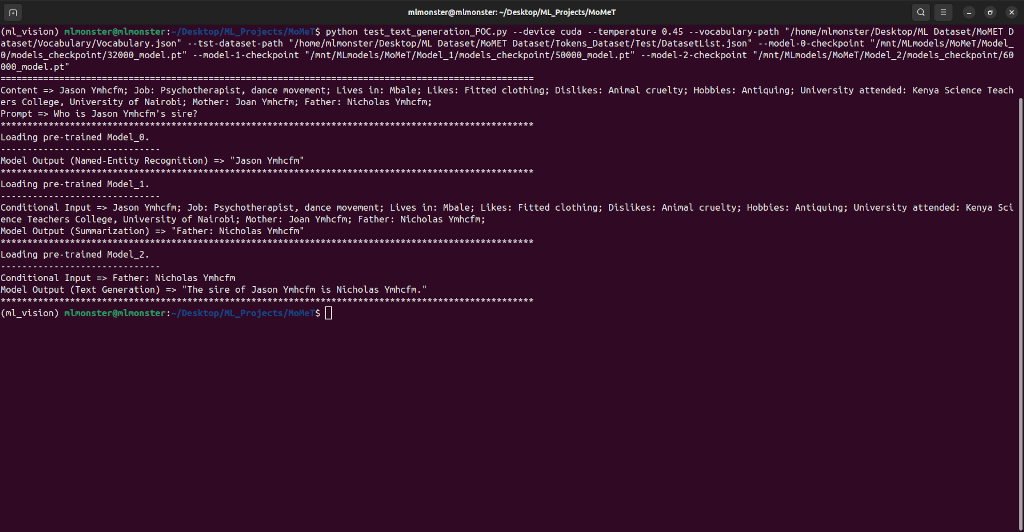 mlmonster@mlmonster: ~/Desktop/ML_Projects/MoMeT
(ml_vision) mlmonster@mlmonster:~/Desktop/ML_Projects/MoMeT$ python test_text_generation_POC.py --device cuda --temperature 0.45 --vocabulary-path "/home/mlmonster/Desktop/ML Dataset/MoMET D
ataset/Vocabulary/Vocabulary.json" --tst-dataset-path "/home/mlmonster/Desktop/ML Dataset/MoMET Dataset/Tokens_Dataset/Test/DatasetList.json" --model-0-checkpoint "/mnt/MLmodels/MoMeT/Model_
0/models_checkpoint/32000_model.pt" --model-1-checkpoint "/mnt/MLmodels/MoMeT/Model_1/models_checkpoint/50000_model.pt" --model-2-checkpoint "/mnt/MLmodels/MoMeT/Model_2/models_checkpoint/60
000_model.pt"
====================================================================================================
Content => Jason Ymhcfm; Job: Psychotherapist, dance movement; Lives in: Mbale; Likes: Fitted clothing; Dislikes: Animal cruelty; Hobbies: Antiquing; University attended: Kenya Science Teach
ers College, University of Nairobi; Mother: Joan Ymhcfm; Father: Nicholas Ymhcfm;
Prompt => Who is Jason Ymhcfm's sire?
****************************************************************************************************
Loading pre-trained Model_0.
------------------------------
Model Output (Named-Entity Recognition) => "Jason Ymhcfm"
****************************************************************************************************
Loading pre-trained Model_1.
------------------------------
Conditional Input => Jason Ymhcfm; Job: Psychotherapist, dance movement; Lives in: Mbale; Likes: Fitted clothing; Dislikes: Animal cruelty; Hobbies: Antiquing; University attended: Kenya Sci
ence Teachers College, University of Nairobi; Mother: Joan Ymhcfm; Father: Nicholas Ymhcfm;
Model Output (Summarization) => "Father: Nicholas Ymhcfm"
****************************************************************************************************
Loading pre-trained Model_2.
------------------------------
Conditional Input => Father: Nicholas Ymhcfm
Model Output (Text Generation) => "The sire of Jason Ymhcfm is Nicholas Ymhcfm."
****************************************************************************************************
(ml_vision) mlmonster@mlmonster:~/Desktop/ML_Projects/MoMeT$